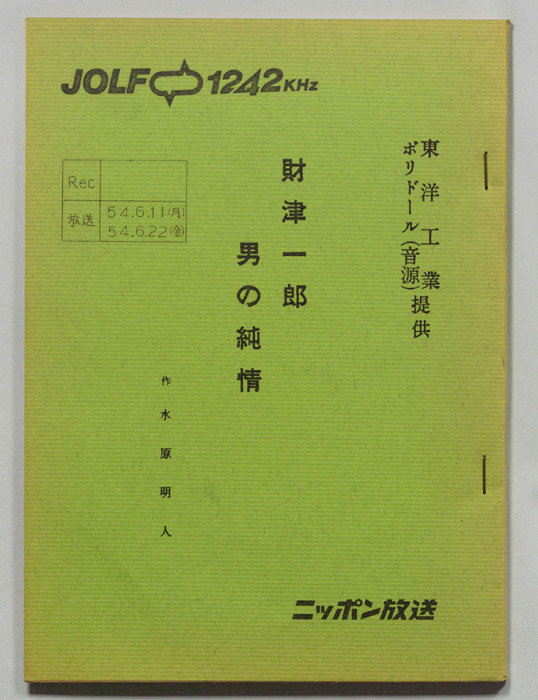 JOLF 1242 KHz
東洋工業
ポリドール(音源)提供
財津一郎
男の純情
Rec
放送 54.6.11(月)
54.6.22(金)
作 水原明人
ニッポン放送